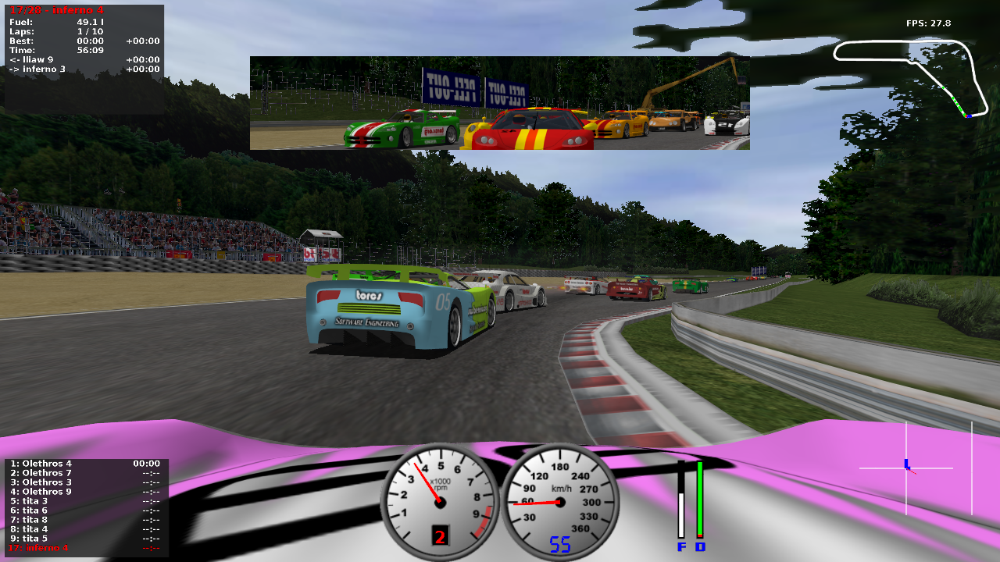 17/28 - inferno 4
Fuel: 49.1 l
Laps: 1 / 10
Best: 00:00 +00:00
Time: 56:09
<- lliaw 9 +00:00
-> inferno 3 +00:00
FPS: 27.8
torcs
05
SOFTWARE ENGINEERING
1: Olethros 4 00:00
2: Olethros 7 --:--
3: Olethros 3 --:--
4: Olethros 9 --:--
5: tita 3 --:--
6: tita 6 --:--
7: tita 8 --:--
8: tita 4 --:--
9: tita 5 --:--
17: inferno 4 --:--
1 2 3 4 5 6 7 8 9
x1000
rpm
2
30 60 90 120 180 240 270 300 330 360
km/h
55
F D